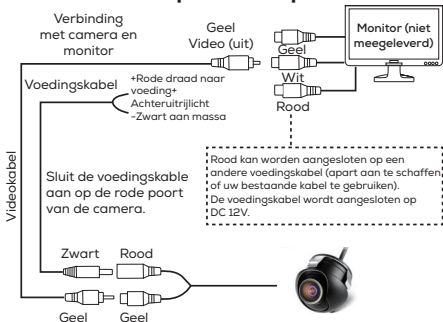 Verbinding
met camera en
monitor
Geel
Video (uit)
Geel
Wit
Rood
Monitor (niet
meegeleverd)
Voedingskabel
+Rode draad naar
voeding+
Achteruitrijlicht
-Zwart aan massa
Videokabel
Sluit de voedingskable
aan op de rode poort
van de camera.
Rood kan worden aangesloten op een
andere voedingskabel (apart aan te schaffen,
of uw bestaande kabel te gebruiken).
De voedingskabel wordt aangesloten op
DC 12V.
Zwart
Rood
Geel
Geel